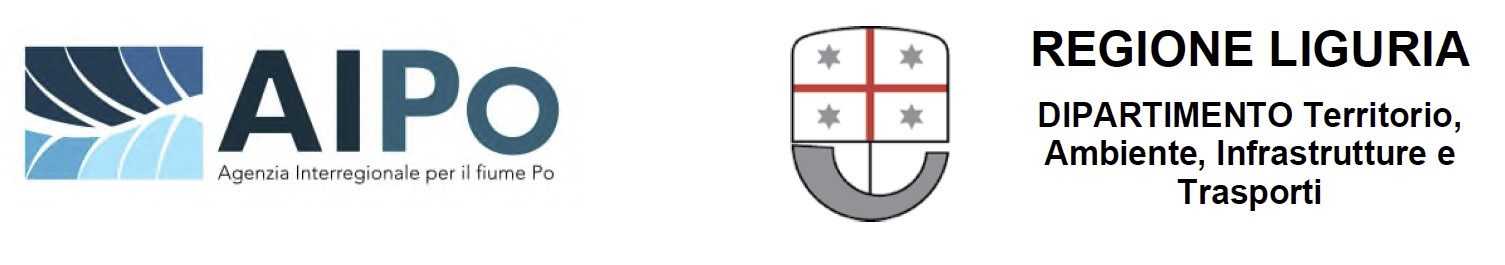 AIPo
Agenzia Interregionale per il fiume Po
REGIONE LIGURIA
DIPARTIMENTO Territorio,
Ambiente, Infrastrutture e
Trasporti